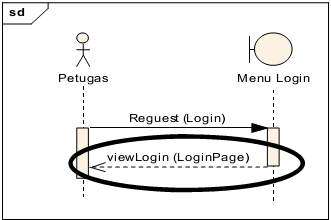 sd
Petugas
Menu Login
Reguest (Login)
viewLogin (LoginPage)